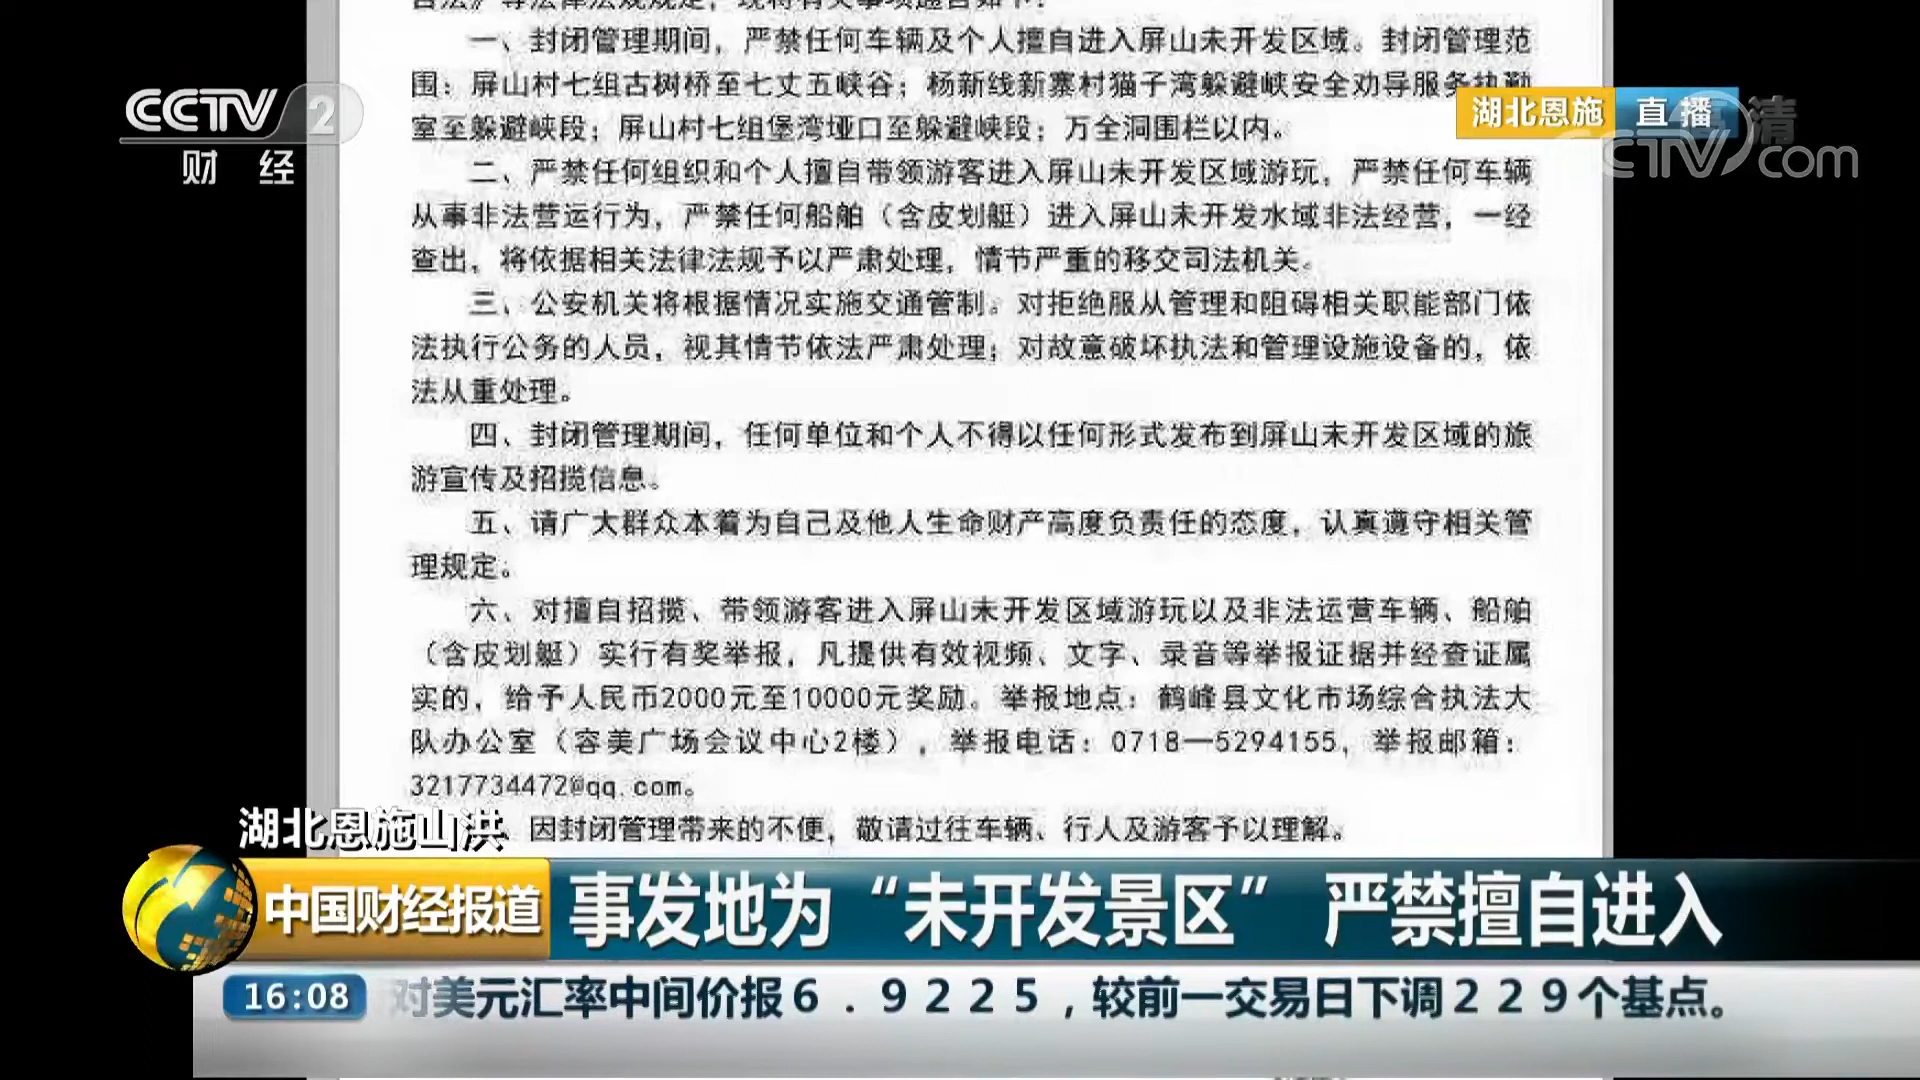 一、封闭管理期间，严禁任何车辆及个人擅自进入屏山未开发区域。封闭管理范
围：屏山村七组古树桥至七丈五峡谷；杨新线新寨村猫子湾躲避峡安全劝导服务执勤
室至躲避峡段；屏山村七组堡湾垭口至躲避峡段；万全洞围栏以内。
二、严禁任何组织和个人擅自带领游客进入屏山未开发区域游玩，严禁任何车辆
从事非法营运行为，严禁任何船舶（含皮划艇）进入屏山未开发水域非法经营，一经
查出，将依据相关法律法规予以严肃处理，情节严重的移交司法机关。
三、公安机关将根据情况实施交通管制。对拒绝服从管理和阻碍相关职能部门依
法执行公务的人员，视其情节依法严肃处理；对故意破坏执法和管理设施设备的，依
法从重处理。
四、封闭管理期间，任何单位和个人不得以任何形式发布到屏山未开发区域的旅
游宣传及招揽信息。
五、请广大群众本着为自己及他人生命财产高度负责任的态度，认真遵守相关管
理规定。
六、对擅自招揽、带领游客进入屏山未开发区域游玩以及非法运营车辆、船舶
（含皮划艇）实行有奖举报，凡提供有效视频、文字、录音等举报证据并经查证属
实的，给予人民币2000元至10000元奖励。举报地点：鹤峰县文化市场综合执法大
队办公室（容美广场会议中心2楼），举报电话：0718—5294155，举报邮箱：
3217734472@qq.com。
、因封闭管理带来的不便，敬请过往车辆、行人及游客予以理解。
CCTV 2
财 经
湖北恩施 直播
高清
CCTV.com
湖北恩施山洪
中国财经报道
事发地为“未开发景区” 严禁擅自进入
16:08 对美元汇率中间价报6.9225，较前一交易日下调229个基点。